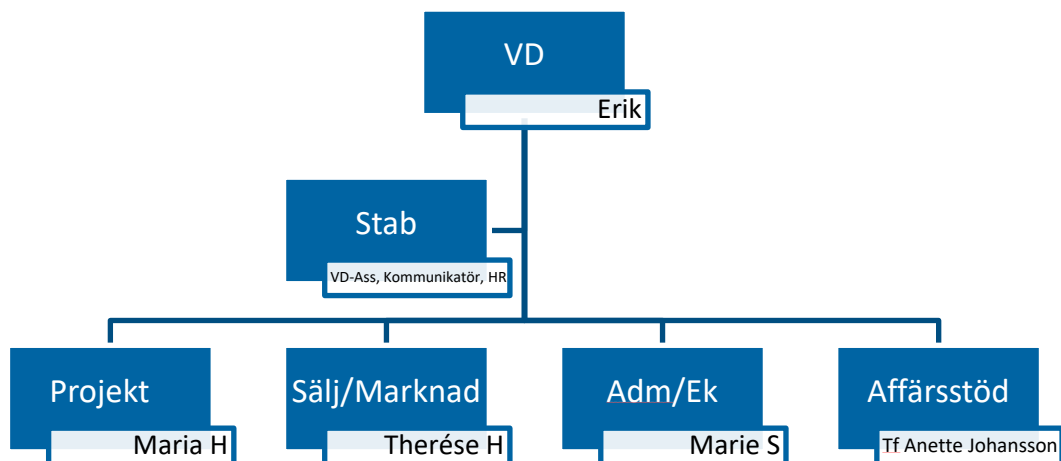 VD
Erik
Stab
VD-Ass, Kommunikatör, HR
Projekt
Maria H
Sälj/Marknad
Therése H
Adm/Ek
Marie S
Affärsstöd
Tf Anette Johansson